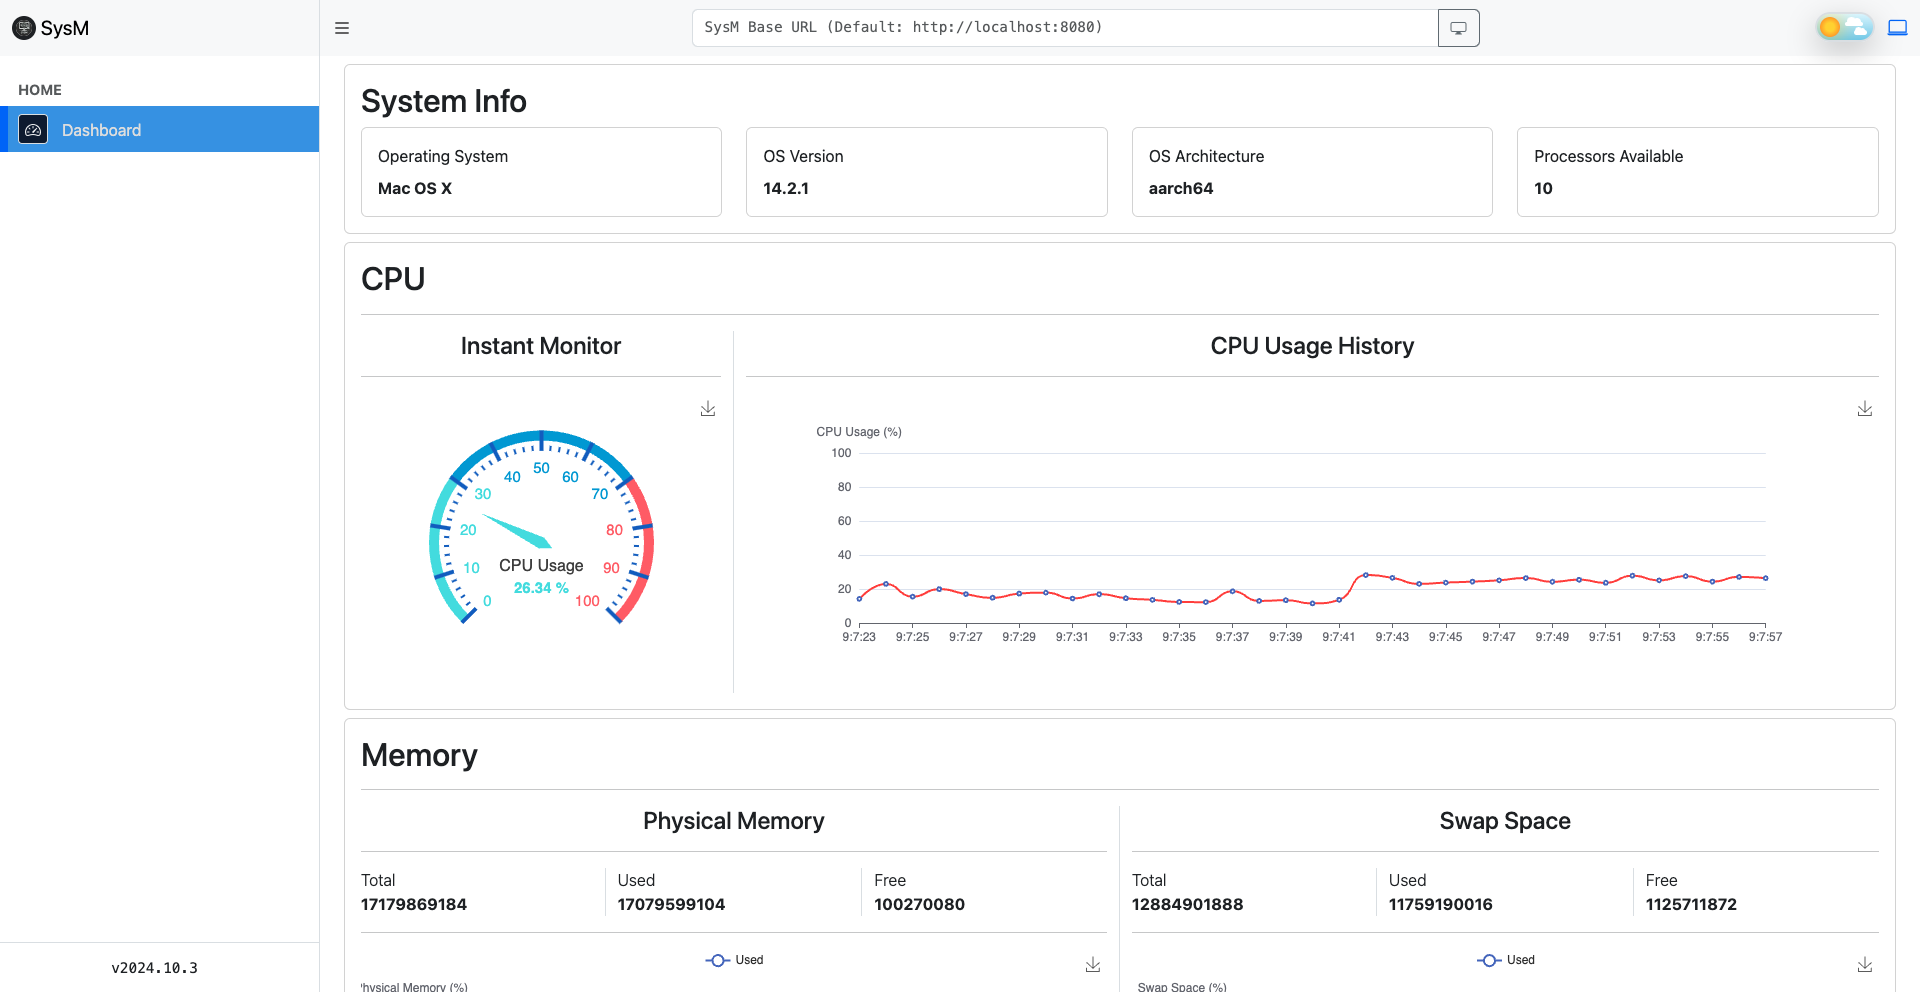 SysM
SysM Base URL (Default: http://localhost:8080)
HOME
Dashboard
System Info
Operating System
Mac OS X
OS Version
14.2.1
OS Architecture
aarch64
Processors Available
10
CPU
Instant Monitor
0
10
20
30
40
50
60
70
80
90
100
CPU Usage
26.34 %
CPU Usage History
CPU Usage (%)
100
80
60
40
20
0
9:7:23 9:7:25 9:7:27 9:7:29 9:7:31 9:7:33 9:7:35 9:7:37 9:7:39 9:7:41 9:7:43 9:7:45 9:7:47 9:7:49 9:7:51 9:7:53 9:7:55 9:7:57
Memory
Physical Memory
Total
17179869184
Used
17079599104
Free
100270080
Used
Physical Memory (%)
Swap Space
Total
12884901888
Used
11759190016
Free
1125711872
Used
Swap Space (%)
v2024.10.3